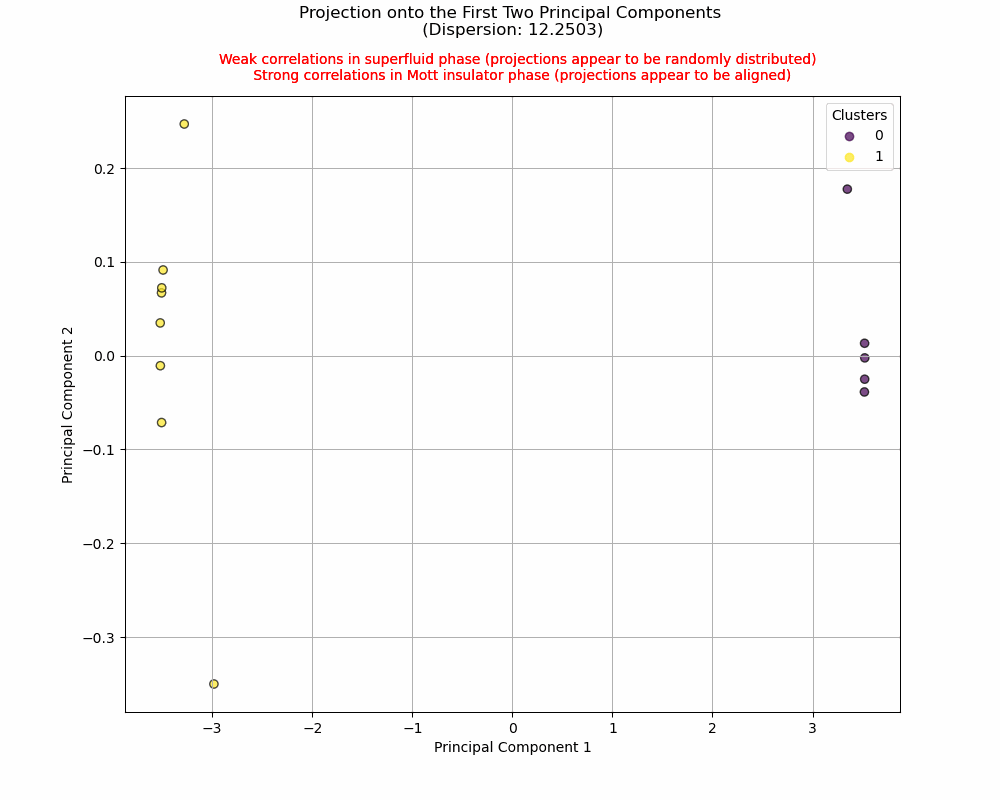 Projection onto the First Two Principal Components
(Dispersion: 12.2503)
Weak correlations in superfluid phase (projections appear to be randomly distributed)
Strong correlations in Mott insulator phase (projections appear to be aligned)
Clusters
0
1
0.2
0.1
0.0
−0.1
−0.2
−0.3
Principal Component 2
−3
−2
−1
0
1
2
3
Principal Component 1